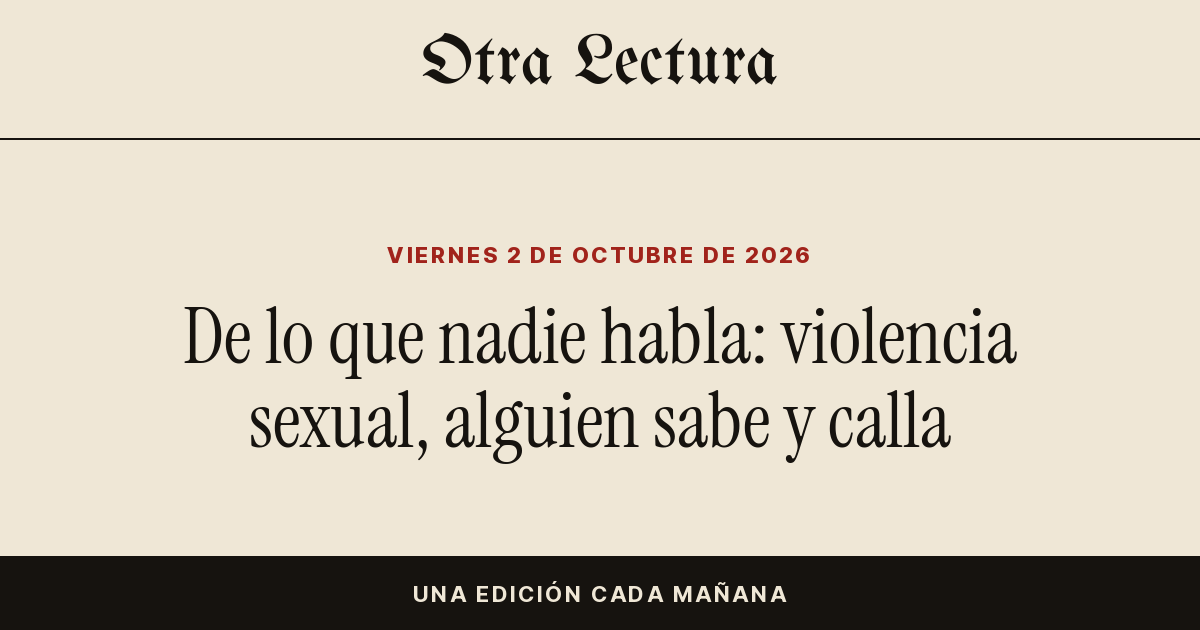 Otra Lectura
VIERNES 2 DE OCTUBRE DE 2026
De lo que nadie habla: violencia
sexual, alguien sabe y calla
UNA EDICIÓN CADA MAÑANA